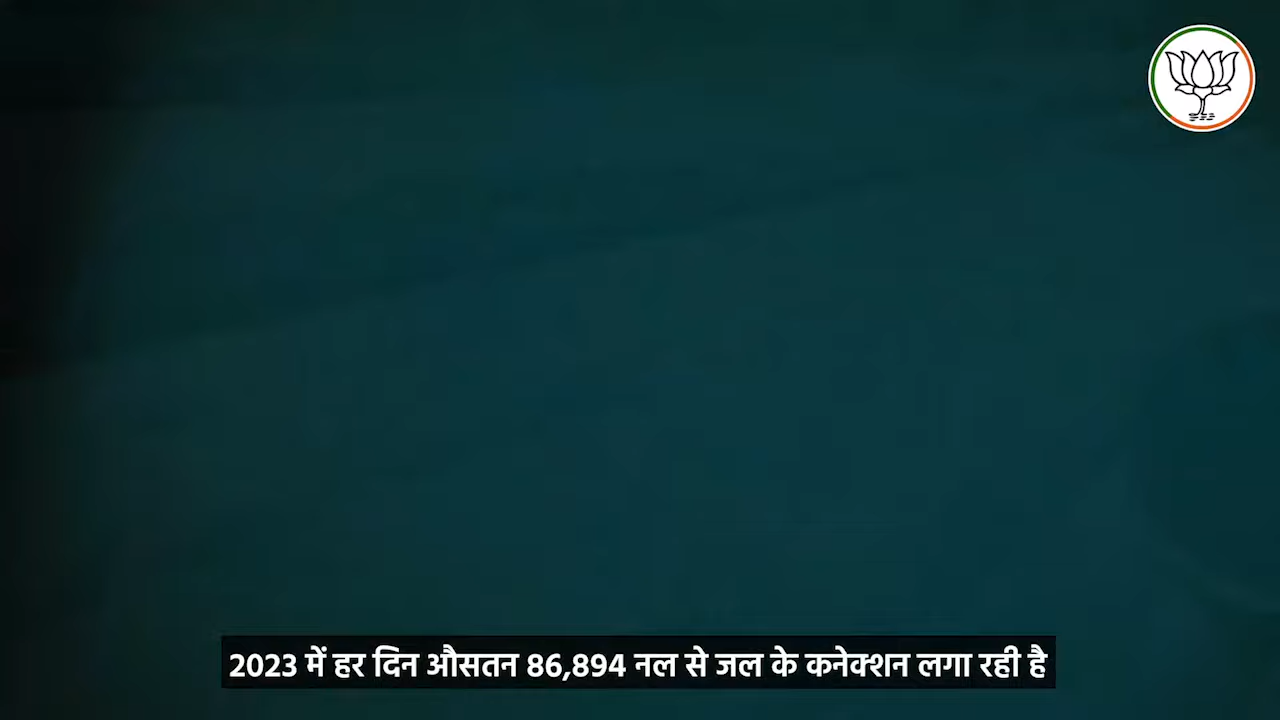 2023 में हर दिन औसतन 86,894 नल से जल के कनेक्शन लगा रही है